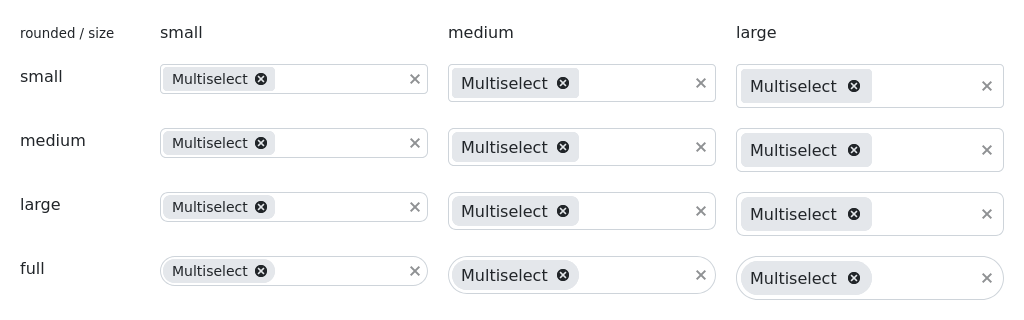 rounded / size small medium large
small Multiselect Multiselect Multiselect
medium Multiselect Multiselect Multiselect
large Multiselect Multiselect Multiselect
full Multiselect Multiselect Multiselect